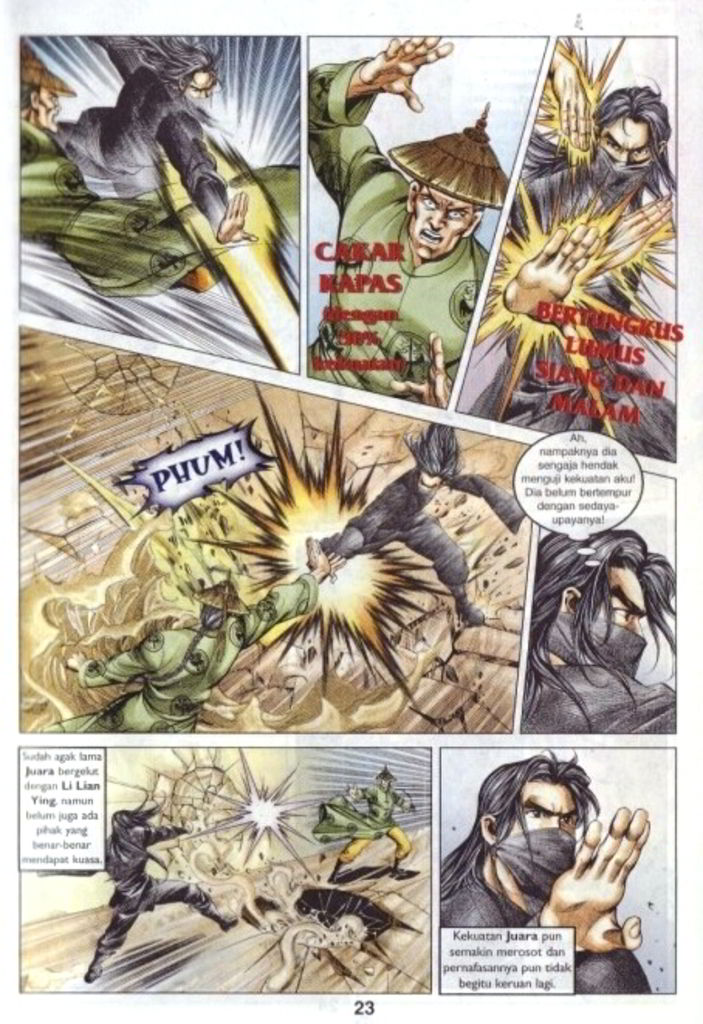 CAKAR
KAPAS
dengan
90%
kekuatan
BERTUNGKUS
LUMUS
SIANG DAN
MALAM
PHUM!
Ah,
nampaknya dia
sengaja hendak
menguji kekuatan aku!
Dia belum bertempur
dengan sedaya-
upayanya!
Sudah agak lama
Juara bergelut
dengan Li Lian
Ying, namun
belum juga ada
pihak yang
benar-benar
mendapat kuasa.
Kekuatan Juara pun
semakin merosot dan
pernafasannya pun tidak
begitu keruan lagi.
23